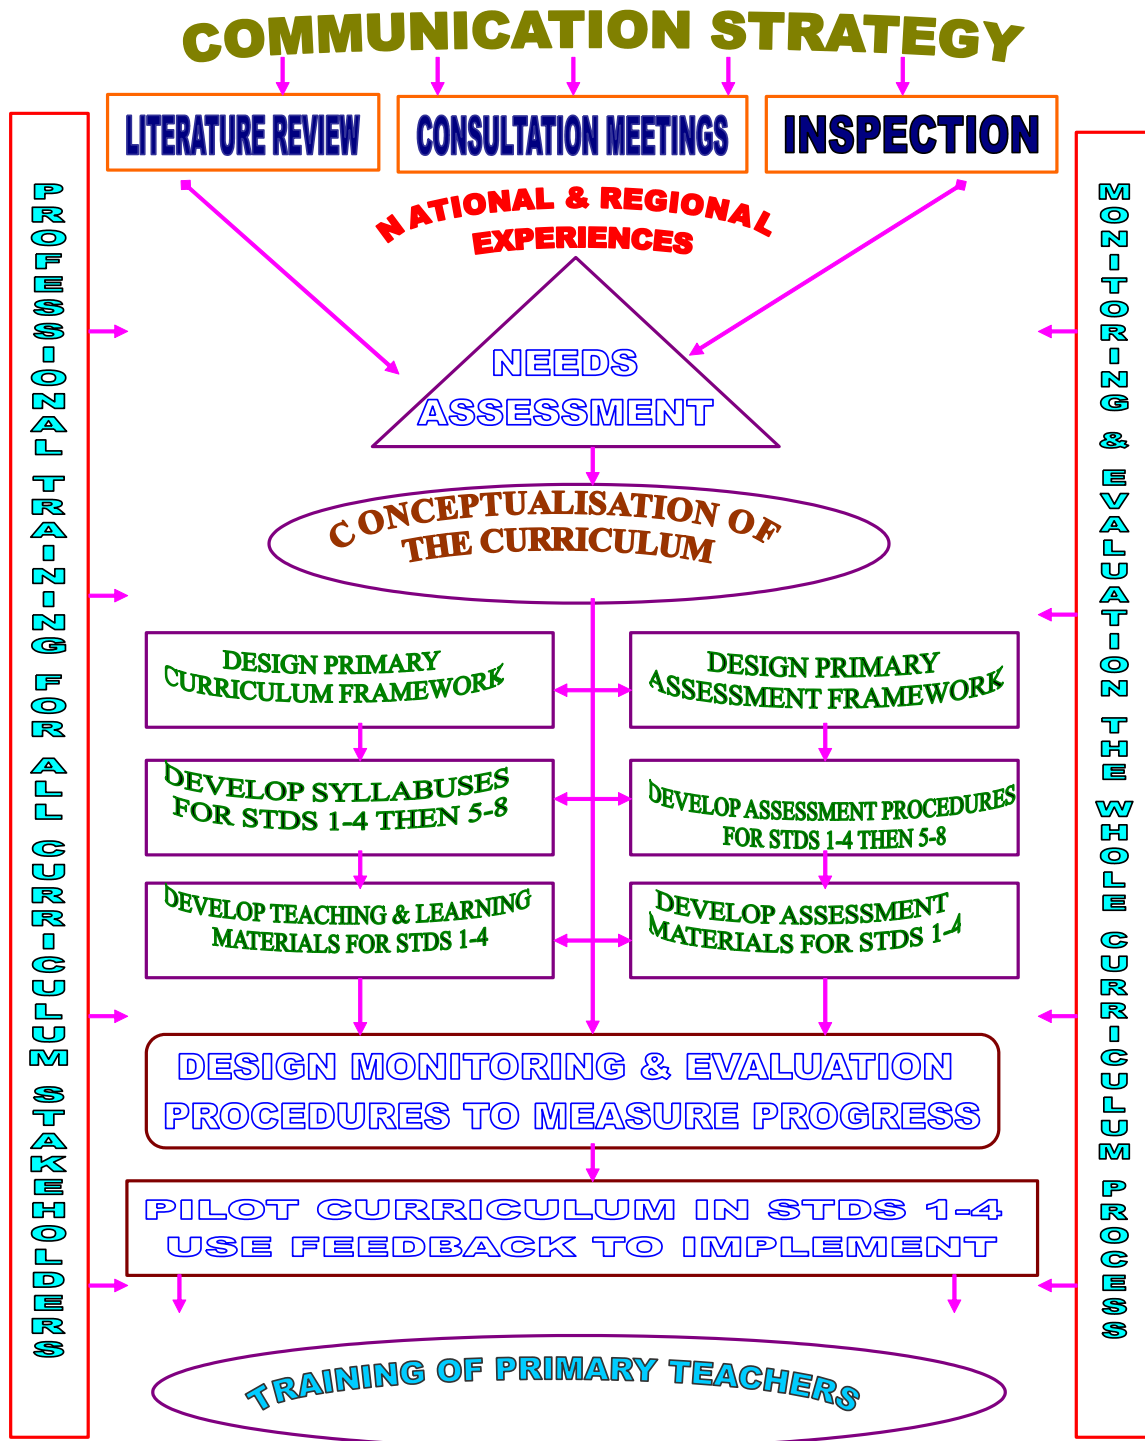 COMMUNICATION STRATEGY
LITERATURE REVIEW
CONSULTATION MEETINGS
INSPECTION
NATIONAL & REGIONAL
EXPERIENCES
NEEDS
ASSESSMENT
CONCEPTUALISATION OF
THE CURRICULUM
DESIGN PRIMARY
CURRICULUM FRAMEWORK
DESIGN PRIMARY
ASSESSMENT FRAMEWORK
DEVELOP SYLLABUSES
FOR STDS 1-4 THEN 5-8
DEVELOP ASSESSMENT PROCEDURES
FOR STDS 1-4 THEN 5-8
DEVELOP TEACHING & LEARNING
MATERIALS FOR STDS 1-4
DEVELOP ASSESSMENT
MATERIALS FOR STDS 1-4
DESIGN MONITORING & EVALUATION
PROCEDURES TO MEASURE PROGRESS
PILOT CURRICULUM IN STDS 1-4
USE FEEDBACK TO IMPLEMENT
TRAINING OF PRIMARY TEACHERS
PROFESSIONAL TRAINING FOR ALL CURRICULUM STAKEHOLDERS
MONITORING & EVALUATION THE WHOLE CURRICULUM PROCESS